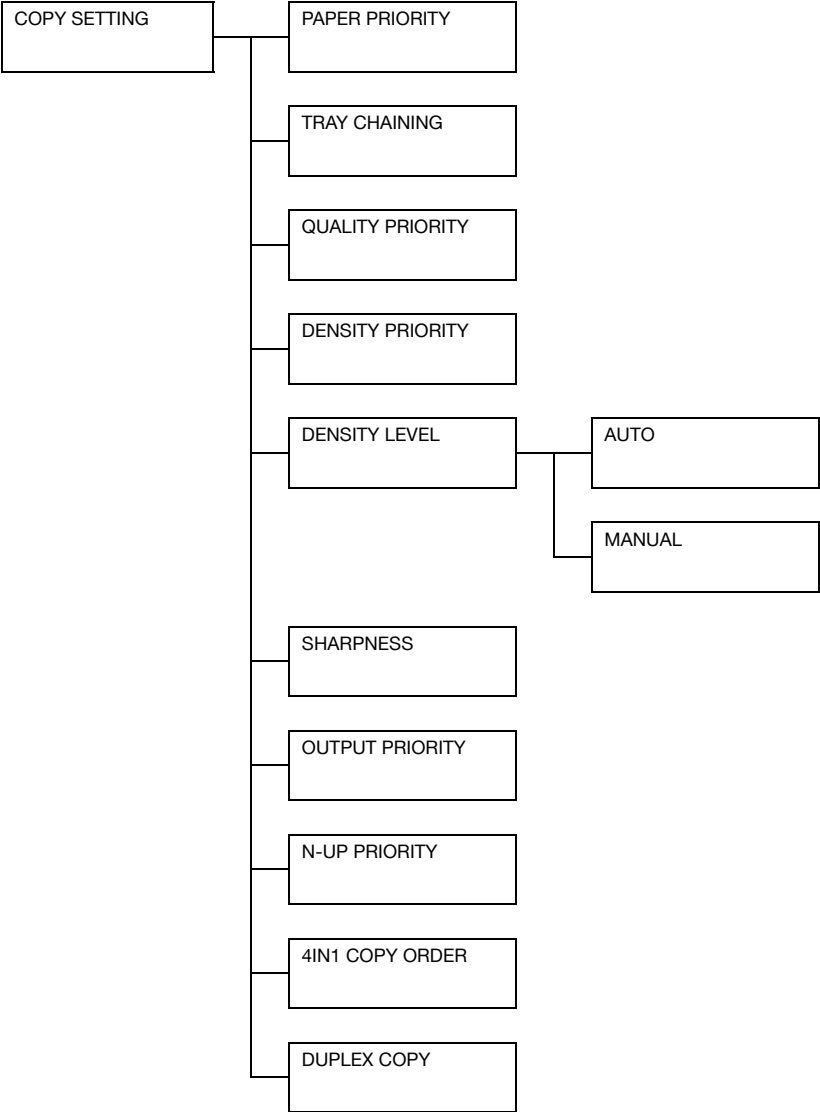 COPY SETTING
PAPER PRIORITY
TRAY CHAINING
QUALITY PRIORITY
DENSITY PRIORITY
DENSITY LEVEL
AUTO
MANUAL
SHARPNESS
OUTPUT PRIORITY
N-UP PRIORITY
4IN1 COPY ORDER
DUPLEX COPY